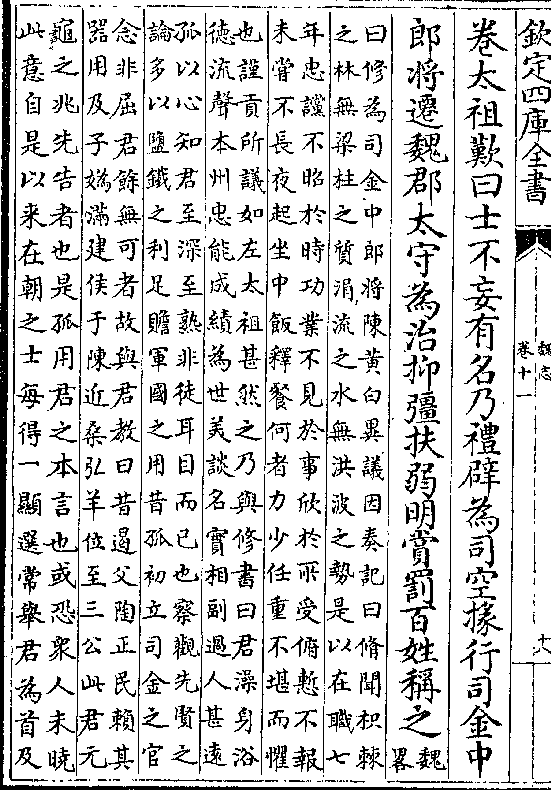 欽定四庫全書
魏志
卷十一
十八
卷太祖歎曰士不妄有名乃禮辟為司空掾行司金中
郎将遷魏郡太守為治抑彊扶弱明賞罰百姓稱之魏畧
曰修為司金中郎将陳黄白異議因奏記曰脩聞枳棘
之林無梁柱之質涓流之水無洪波之勢是以在職七
年忠讜不昭於時功業不見於事欣於所受俯慙不報
未嘗不長夜起坐中飯釋餐何者力少任重不堪而懼
也謹貢所議如左太祖甚然之乃與修書曰君澡身浴
徳流聲本州忠能成績為世美談名實相副過人甚遠
孤以心知君至深至熟非徒耳目而已也察觀先賢之
論多以鹽鐵之利足贍軍國之用昔孤初立司金之官
念非屈君餘無可者故與君教曰昔遏父陶正民賴其
器用及子媯滿建侯于陳近桑弘羊位至三公此君元
龜之兆先告者也是孤用君之本言也或恐衆人未曉
此意自是以来在朝之士每得一顯選常舉君為首及